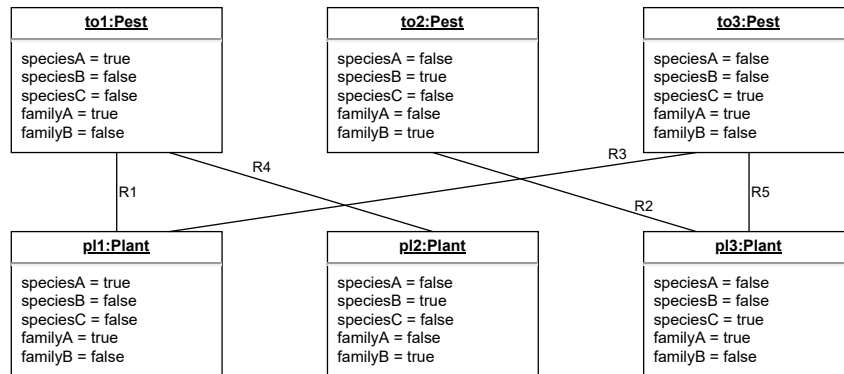 to1:Pest
speciesA = true
speciesB = false
speciesC = false
familyA = true
familyB = false
to2:Pest
speciesA = false
speciesB = true
speciesC = false
familyA = false
familyB = true
to3:Pest
speciesA = false
speciesB = false
speciesC = true
familyA = true
familyB = false
R1
R4
R3
R2
R5
pl1:Plant
speciesA = true
speciesB = false
speciesC = false
familyA = true
familyB = false
pl2:Plant
speciesA = false
speciesB = true
speciesC = false
familyA = false
familyB = true
pl3:Plant
speciesA = false
speciesB = false
speciesC = true
familyA = true
familyB = false